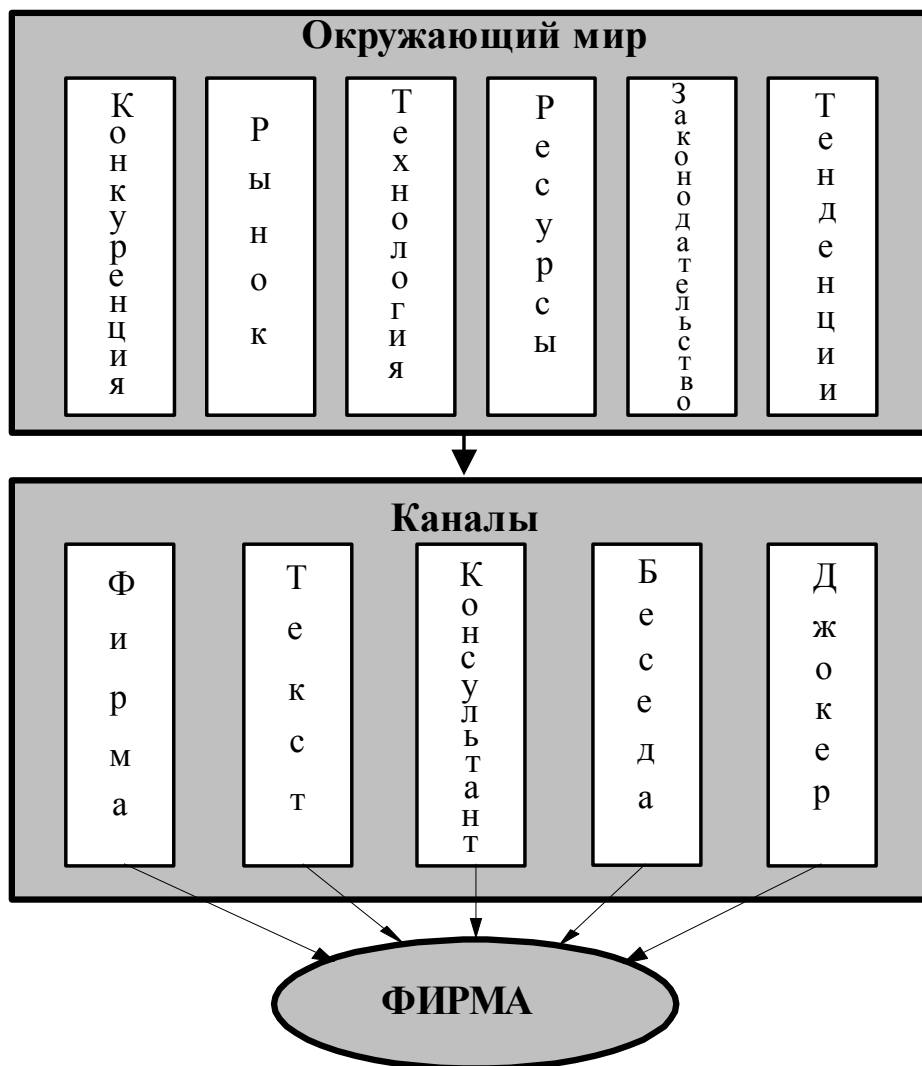 Окружающий мир
Конкуренция
Рынок
Технология
Ресурсы
Законодательство
Тенденции
Каналы
Фирма
Текст
Консультант
Беседа
Джокер
ФИРМА